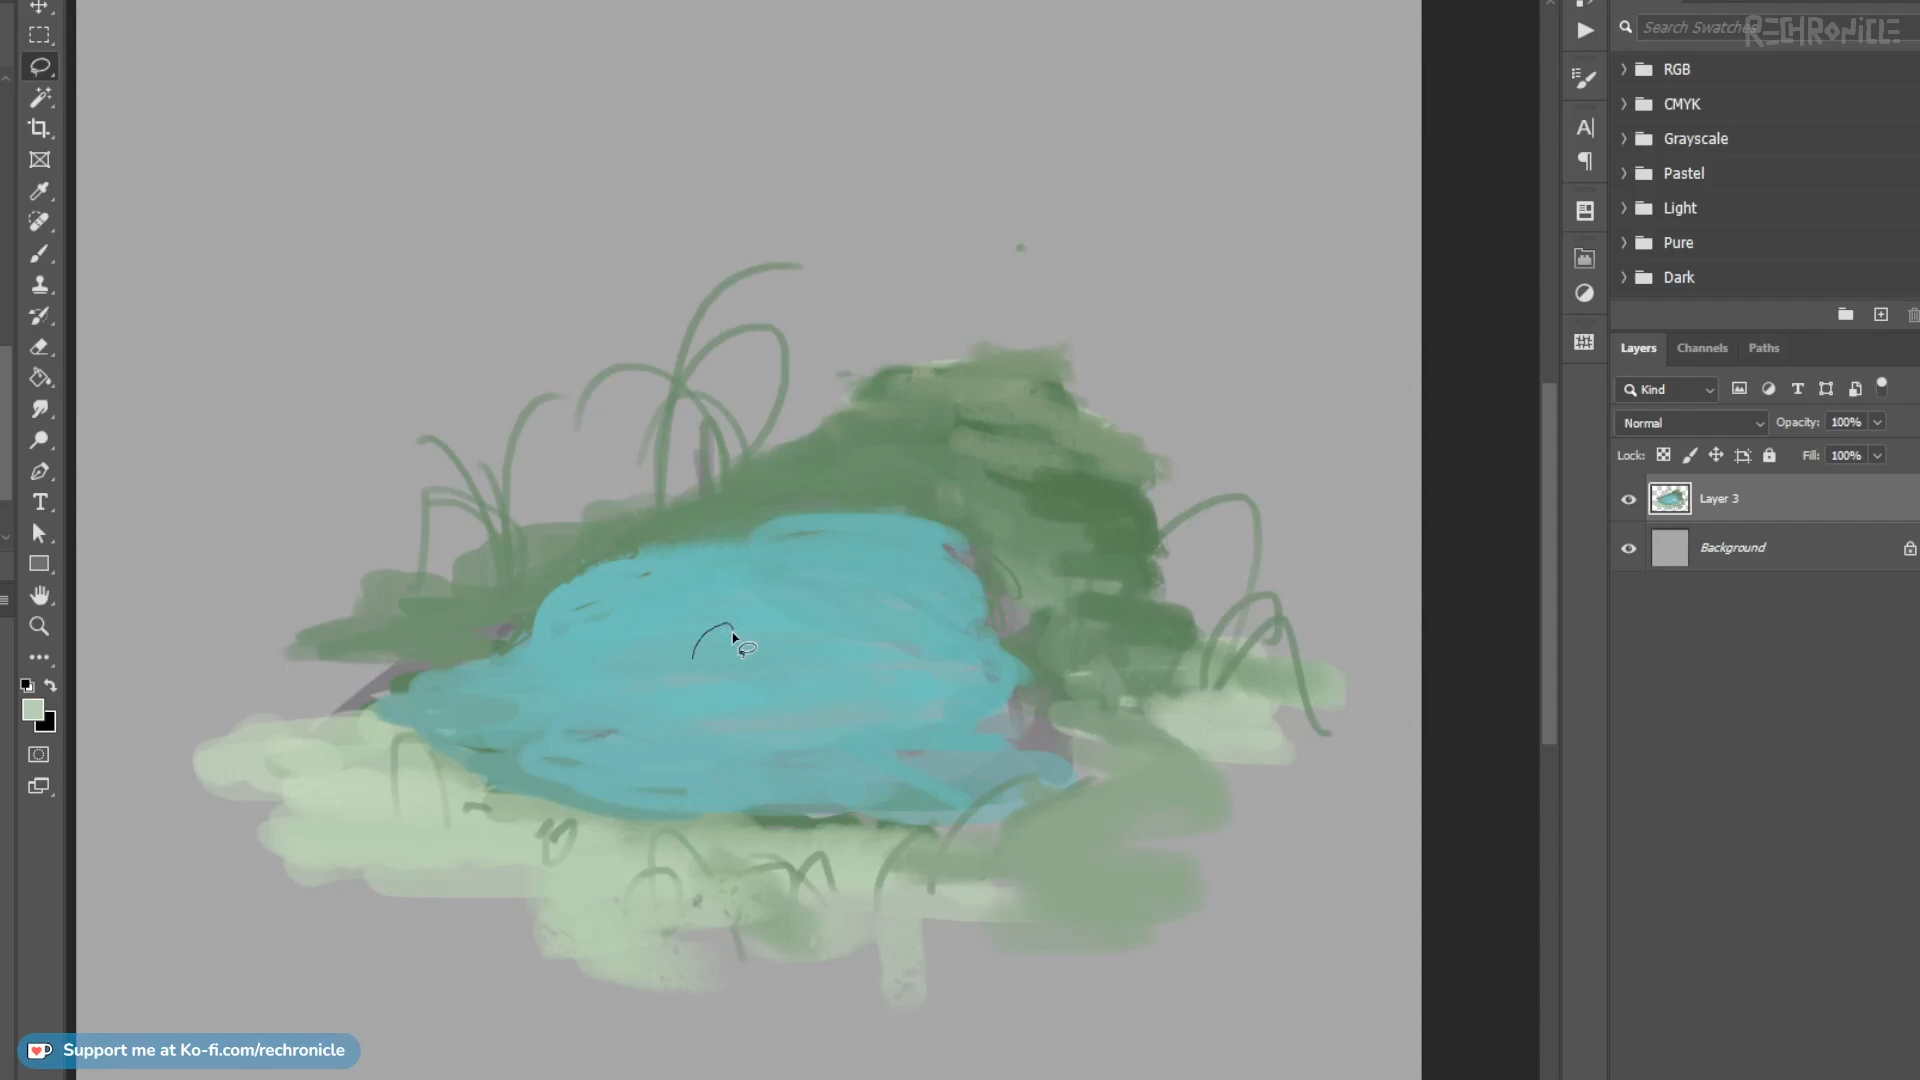 Search Swatches
RECHRONICLE
RGB
CMYK
Grayscale
Pastel
Light
Pure
Dark
Layers Channels Paths
Kind
Normal Opacity: 100%
Lock: Fill: 100%
Layer 3
Background
Support me at Ko-fi.com/rechronicle